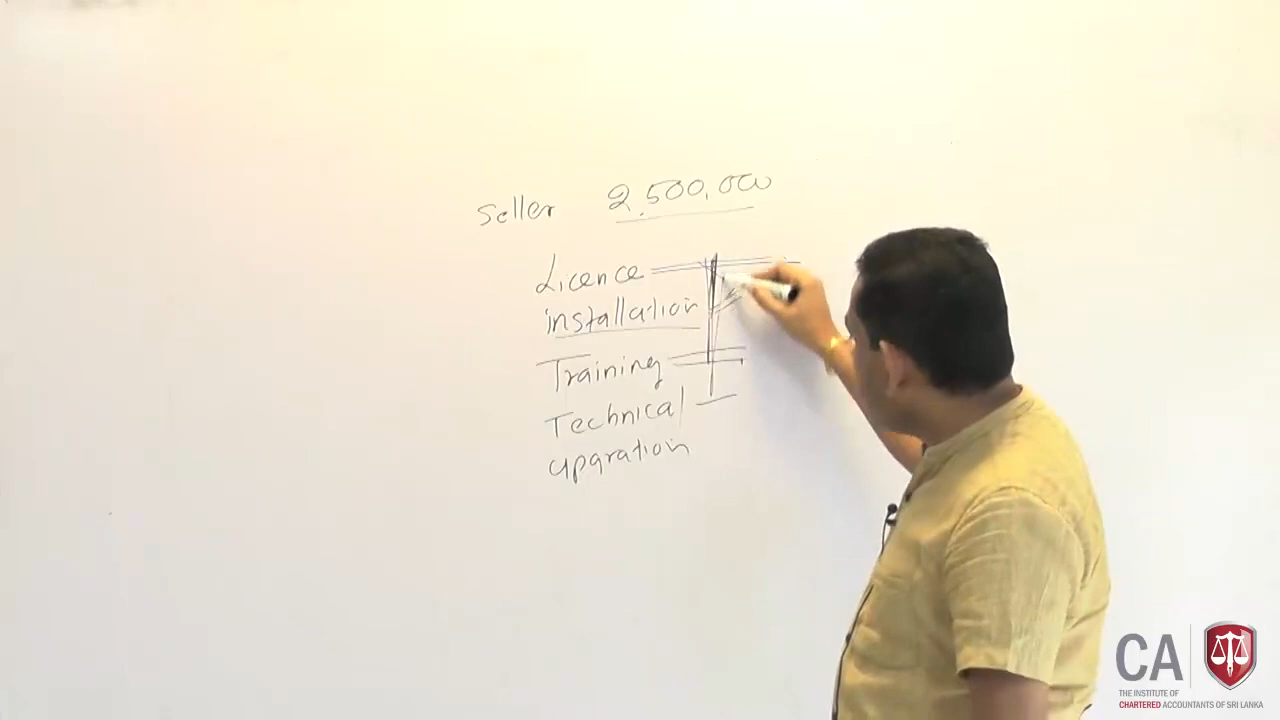 Seller 2,500,000
Licence
installation
Training
Technical
upgration
CA
THE INSTITUTE OF
CHARTERED ACCOUNTANTS OF SRI LANKA